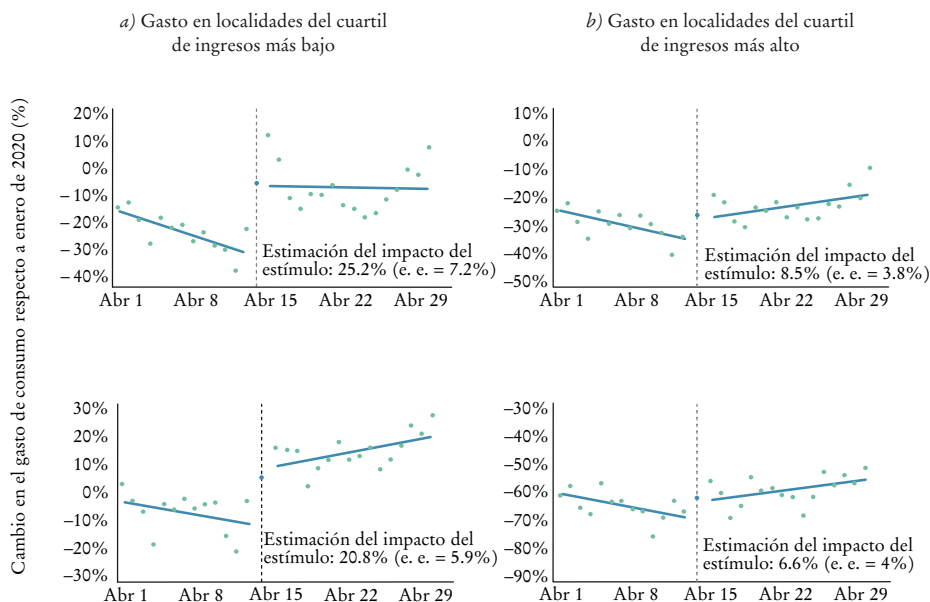 a) Gasto en localidades del cuartil
de ingresos más bajo
b) Gasto en localidades del cuartil
de ingresos más alto
Cambio en el gasto de consumo respecto a enero de 2020 (%)
20%
10%
0%
−10%
−20%
−30%
−40%
Estimación del impacto del
estímulo: 25.2% (e. e. = 7.2%)
Abr 1 Abr 8 Abr 15 Abr 22 Abr 29
10%
0%
−10%
−20%
−30%
−40%
−50%
Estimación del impacto del
estímulo: 8.5% (e. e. = 3.8%)
Abr 1 Abr 8 Abr 15 Abr 22 Abr 29
30%
20%
10%
0%
−10%
−20%
−30%
Estimación del impacto del
estímulo: 20.8% (e. e. = 5.9%)
Abr 1 Abr 8 Abr 15 Abr 22 Abr 29
−30%
−40%
−50%
−60%
−70%
−80%
−90%
Estimación del impacto del
estímulo: 6.6% (e. e. = 4%)
Abr 1 Abr 8 Abr 15 Abr 22 Abr 29